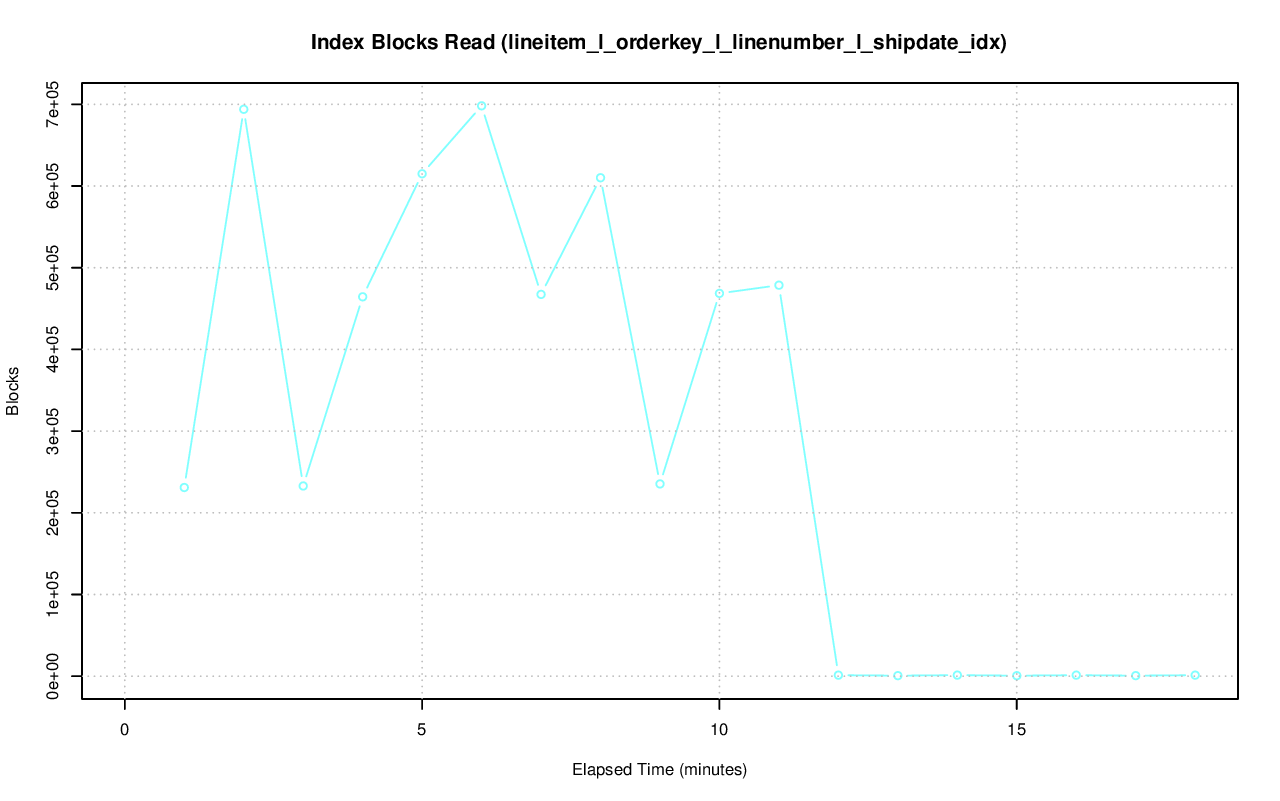 Index Blocks Read (lineitem_l_orderkey_l_linenumber_l_shipdate_idx)
Blocks
7e+05
6e+05
5e+05
4e+05
3e+05
2e+05
1e+05
0e+00
0 5 10 15
Elapsed Time (minutes)